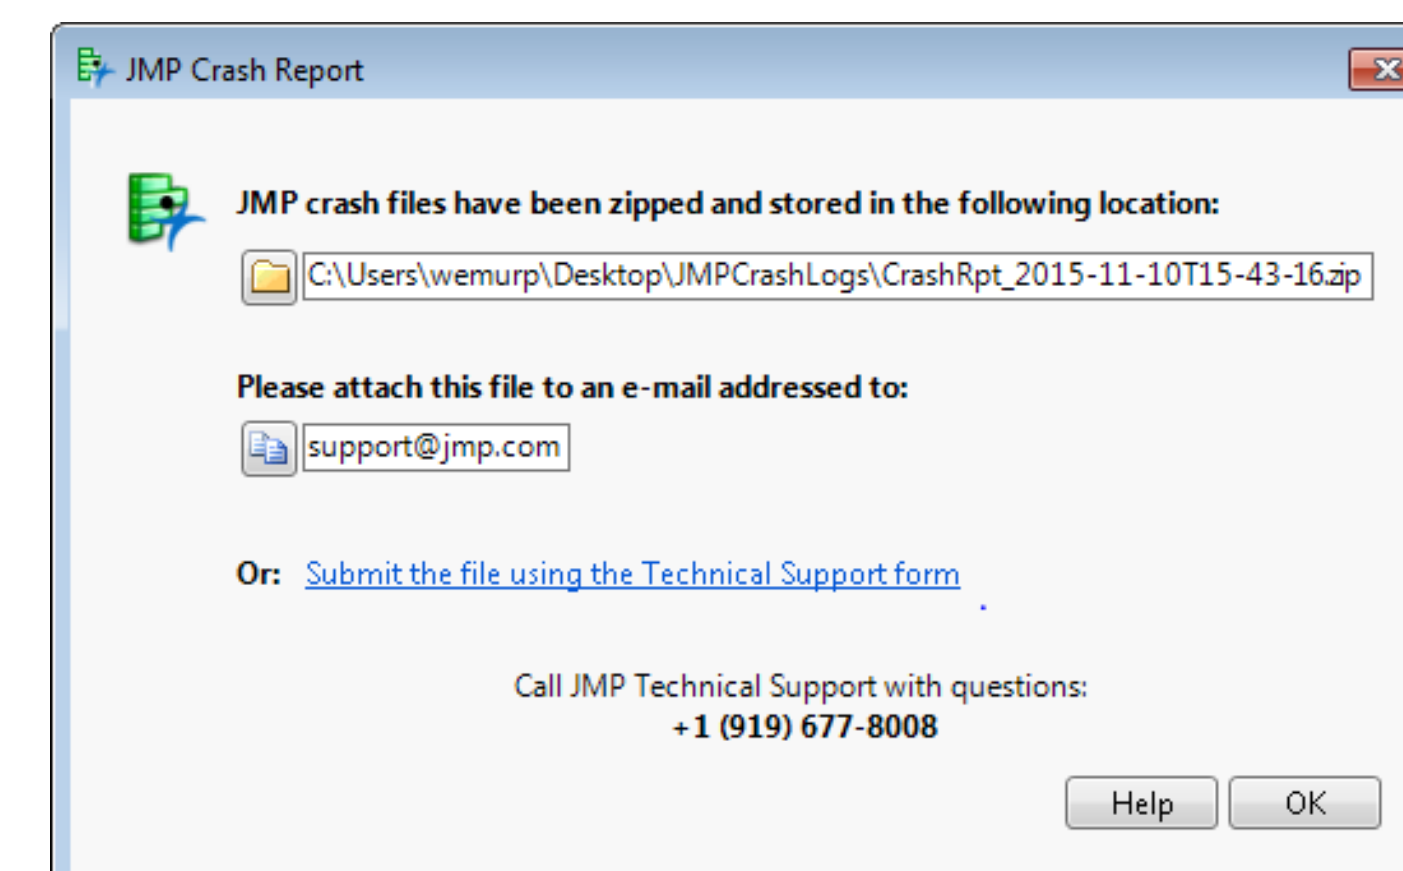 JMP Crash Report
JMP crash files have been zipped and stored in the following location:
C:\Users\wemurp\Desktop\JMPCrashLogs\CrashRpt_2015-11-10T15-43-16.zip
Please attach this file to an e-mail addressed to:
support@jmp.com
Or: Submit the file using the Technical Support form
Call JMP Technical Support with questions:
+1 (919) 677-8008
Help OK